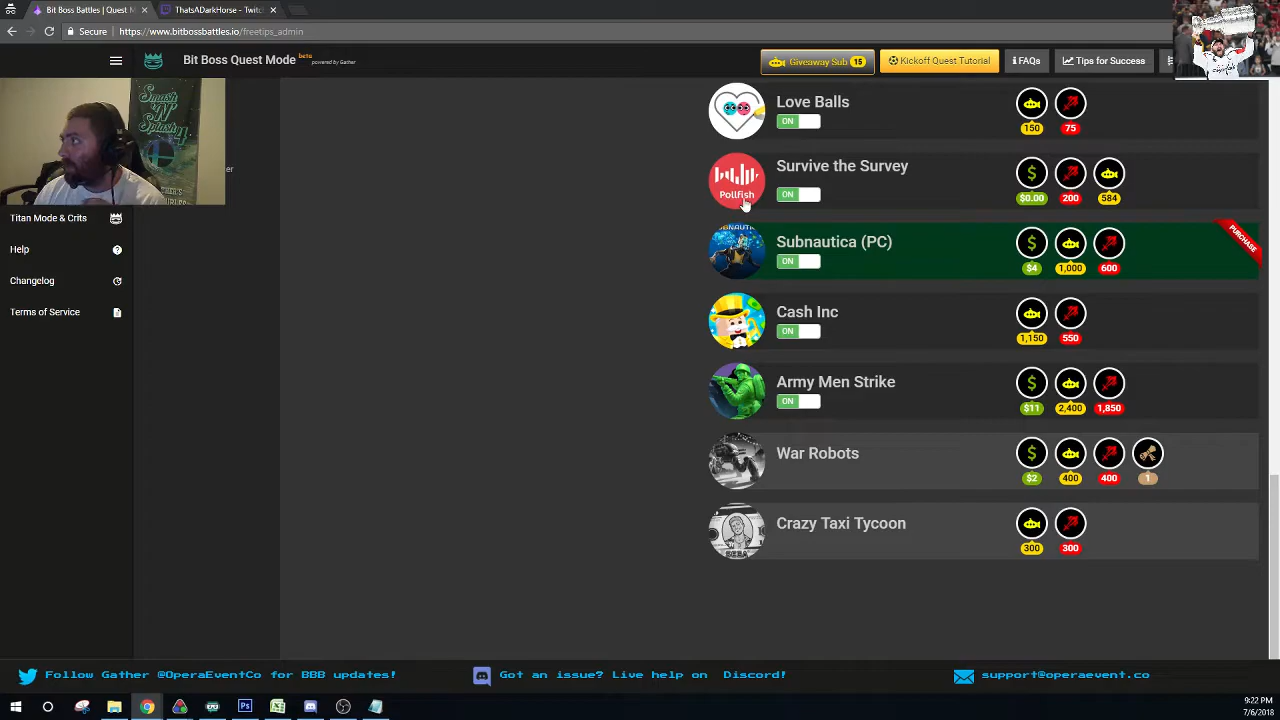 Bit Boss Battles | Quest M
ThatsADarkHorse - Twitch
Secure
https://www.bitbossbattles.io/freetips_admin
Bit Boss Quest Mode beta
powered by Gather
Giveaway Sub 15
Kickoff Quest Tutorial
FAQs
Tips for Success
Smash
'N'
Splash 4
er
Titan Mode & Crits
Help
Changelog
Terms of Service
Love Balls
ON
150
75
Survive the Survey
Pollfish
ON
$
$0.00
200
584
Subnautica (PC)
ON
$
$4
1,000
600
PURCHASE
Cash Inc
ON
1,150
550
Army Men Strike
ON
$
$11
2,400
1,850
War Robots
$
$2
400
400
1
Crazy Taxi Tycoon
300
300
Follow Gather @OperaEventCo for BBB updates!
Got an issue? Live help on Discord!
support@operaevent.co
9:22 PM
7/6/2018